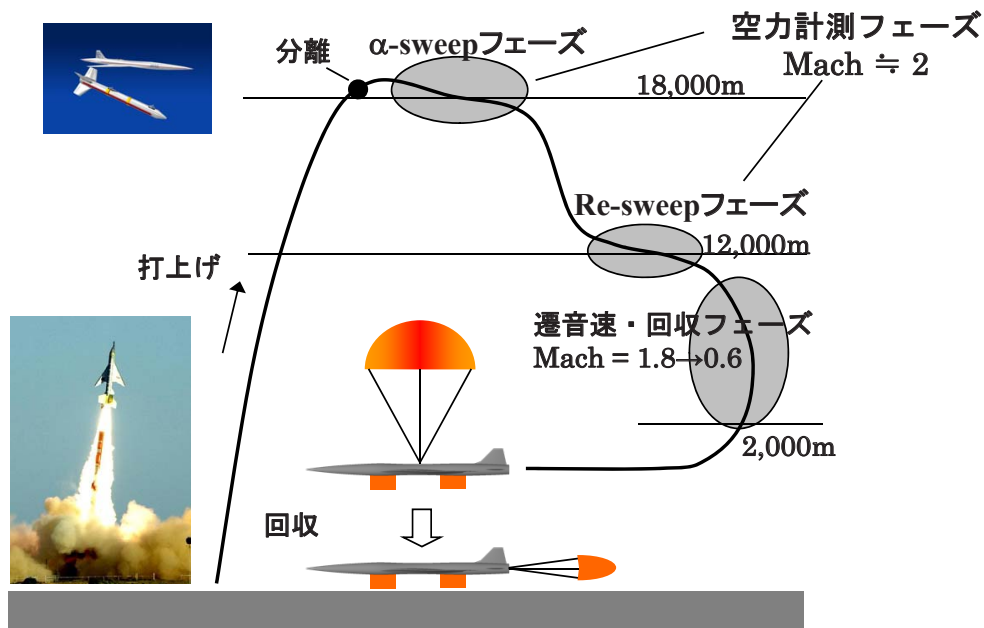 分離
α-sweepフェーズ
空力計測フェーズ
Mach ≒ 2
18,000m
Re-sweepフェーズ
12,000m
打上げ
遷音速・回収フェーズ
Mach = 1.8→0.6
2,000m
回収